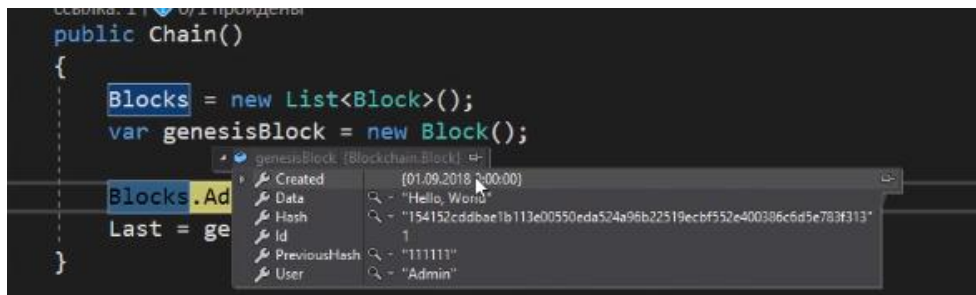 ссылка: 1 | 0/1 пройдены
public Chain()
{
Blocks = new List<Block>();
var genesisBlock = new Block();
genesisBlock {Blockchain.Block}
Created {01.09.2018 :00:00}
Blocks.Ad
Data "Hello, World"
Hash "154152cddbae1b113e00550eda524a96b22519ecbf552e400386c6d5e783f313"
Last = ge
Id 1
PreviousHash "111111"
User "Admin"
}